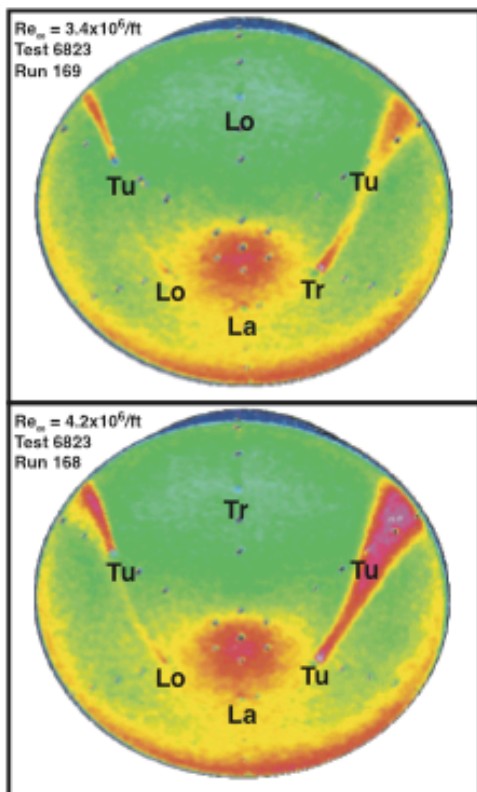 Re∞ = 3.4x10⁶/ft
Test 6823
Run 169
Lo
Tu
Tu
Lo
Tr
La
Re∞ = 4.2x10⁶/ft
Test 6823
Run 168
Tr
Tu
Tu
Lo
Tu
La